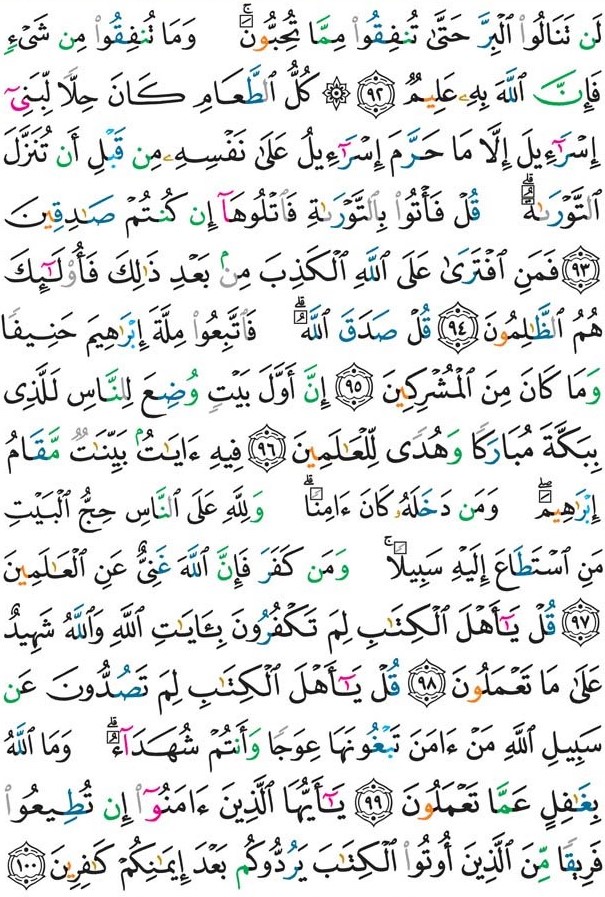 لَن تَنَالُوا۟ ٱلْبِرَّ حَتَّىٰ تُنفِقُوا۟ مِمَّا تُحِبُّونَ ۚ وَمَا تُنفِقُوا۟ مِن شَىْءٍ
فَإِنَّ ٱللَّهَ بِهِۦ عَلِيمٌ ﴿٩٢﴾ ۞ كُلُّ ٱلطَّعَامِ كَانَ حِلًّا لِّبَنِىٓ
إِسْرَٰٓءِيلَ إِلَّا مَا حَرَّمَ إِسْرَٰٓءِيلُ عَلَىٰ نَفْسِهِۦ مِن قَبْلِ أَن تُنَزَّلَ
ٱلتَّوْرَىٰةُ ۗ قُلْ فَأْتُوا۟ بِٱلتَّوْرَىٰةِ فَٱتْلُوهَآ إِن كُنتُمْ صَٰدِقِينَ
﴿٩٣﴾ فَمَنِ ٱفْتَرَىٰ عَلَى ٱللَّهِ ٱلْكَذِبَ مِنۢ بَعْدِ ذَٰلِكَ فَأُو۟لَٰٓئِكَ
هُمُ ٱلظَّٰلِمُونَ ﴿٩٤﴾ قُلْ صَدَقَ ٱللَّهُ ۗ فَٱتَّبِعُوا۟ مِلَّةَ إِبْرَٰهِيمَ حَنِيفًا
وَمَا كَانَ مِنَ ٱلْمُشْرِكِينَ ﴿٩٥﴾ إِنَّ أَوَّلَ بَيْتٍ وُضِعَ لِلنَّاسِ لَلَّذِى
بِبَكَّةَ مُبَارَكًا وَهُدًى لِّلْعَٰلَمِينَ ﴿٩٦﴾ فِيهِ ءَايَٰتٌۢ بَيِّنَٰتٌ مَّقَامُ
إِبْرَٰهِيمَ ۖ وَمَن دَخَلَهُۥ كَانَ ءَامِنًا ۗ وَلِلَّهِ عَلَى ٱلنَّاسِ حِجُّ ٱلْبَيْتِ
مَنِ ٱسْتَطَاعَ إِلَيْهِ سَبِيلًا ۚ وَمَن كَفَرَ فَإِنَّ ٱللَّهَ غَنِىٌّ عَنِ ٱلْعَٰلَمِينَ
﴿٩٧﴾ قُلْ يَٰٓأَهْلَ ٱلْكِتَٰبِ لِمَ تَكْفُرُونَ بِـَٔايَٰتِ ٱللَّهِ وَٱللَّهُ شَهِيدٌ
عَلَىٰ مَا تَعْمَلُونَ ﴿٩٨﴾ قُلْ يَٰٓأَهْلَ ٱلْكِتَٰبِ لِمَ تَصُدُّونَ عَن
سَبِيلِ ٱللَّهِ مَنْ ءَامَنَ تَبْغُونَهَا عِوَجًا وَأَنتُمْ شُهَدَآءُ ۗ وَمَا ٱللَّهُ
بِغَٰفِلٍ عَمَّا تَعْمَلُونَ ﴿٩٩﴾ يَٰٓأَيُّهَا ٱلَّذِينَ ءَامَنُوٓا۟ إِن تُطِيعُوا۟
فَرِيقًا مِّنَ ٱلَّذِينَ أُوتُوا۟ ٱلْكِتَٰبَ يَرُدُّوكُم بَعْدَ إِيمَٰنِكُمْ كَٰفِرِينَ ﴿١٠٠﴾